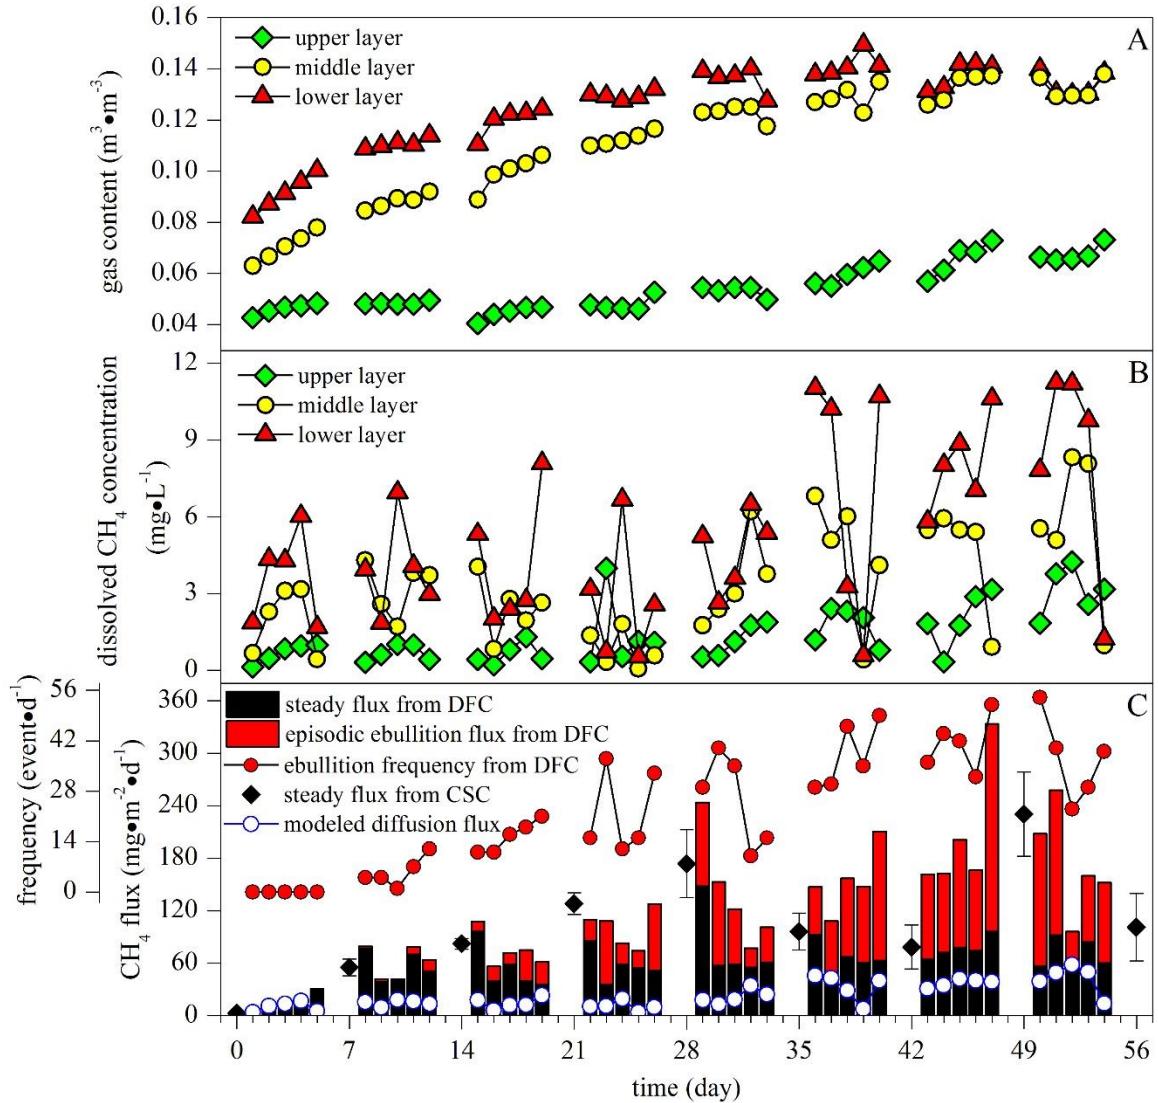 A
upper layer
middle layer
lower layer
gas content (m³•m⁻³)
0.16
0.14
0.12
0.10
0.08
0.06
0.04
B
upper layer
middle layer
lower layer
dissolved CH₄ concentration
(mg•L⁻¹)
12
9
6
3
0
C
steady flux from DFC
episodic ebullition flux from DFC
ebullition frequency from DFC
steady flux from CSC
modeled diffusion flux
frequency (event•d⁻¹)
56
42
28
14
0
CH₄ flux (mg•m⁻²•d⁻¹)
360
300
240
180
120
60
0
0 7 14 21 28 35 42 49 56
time (day)